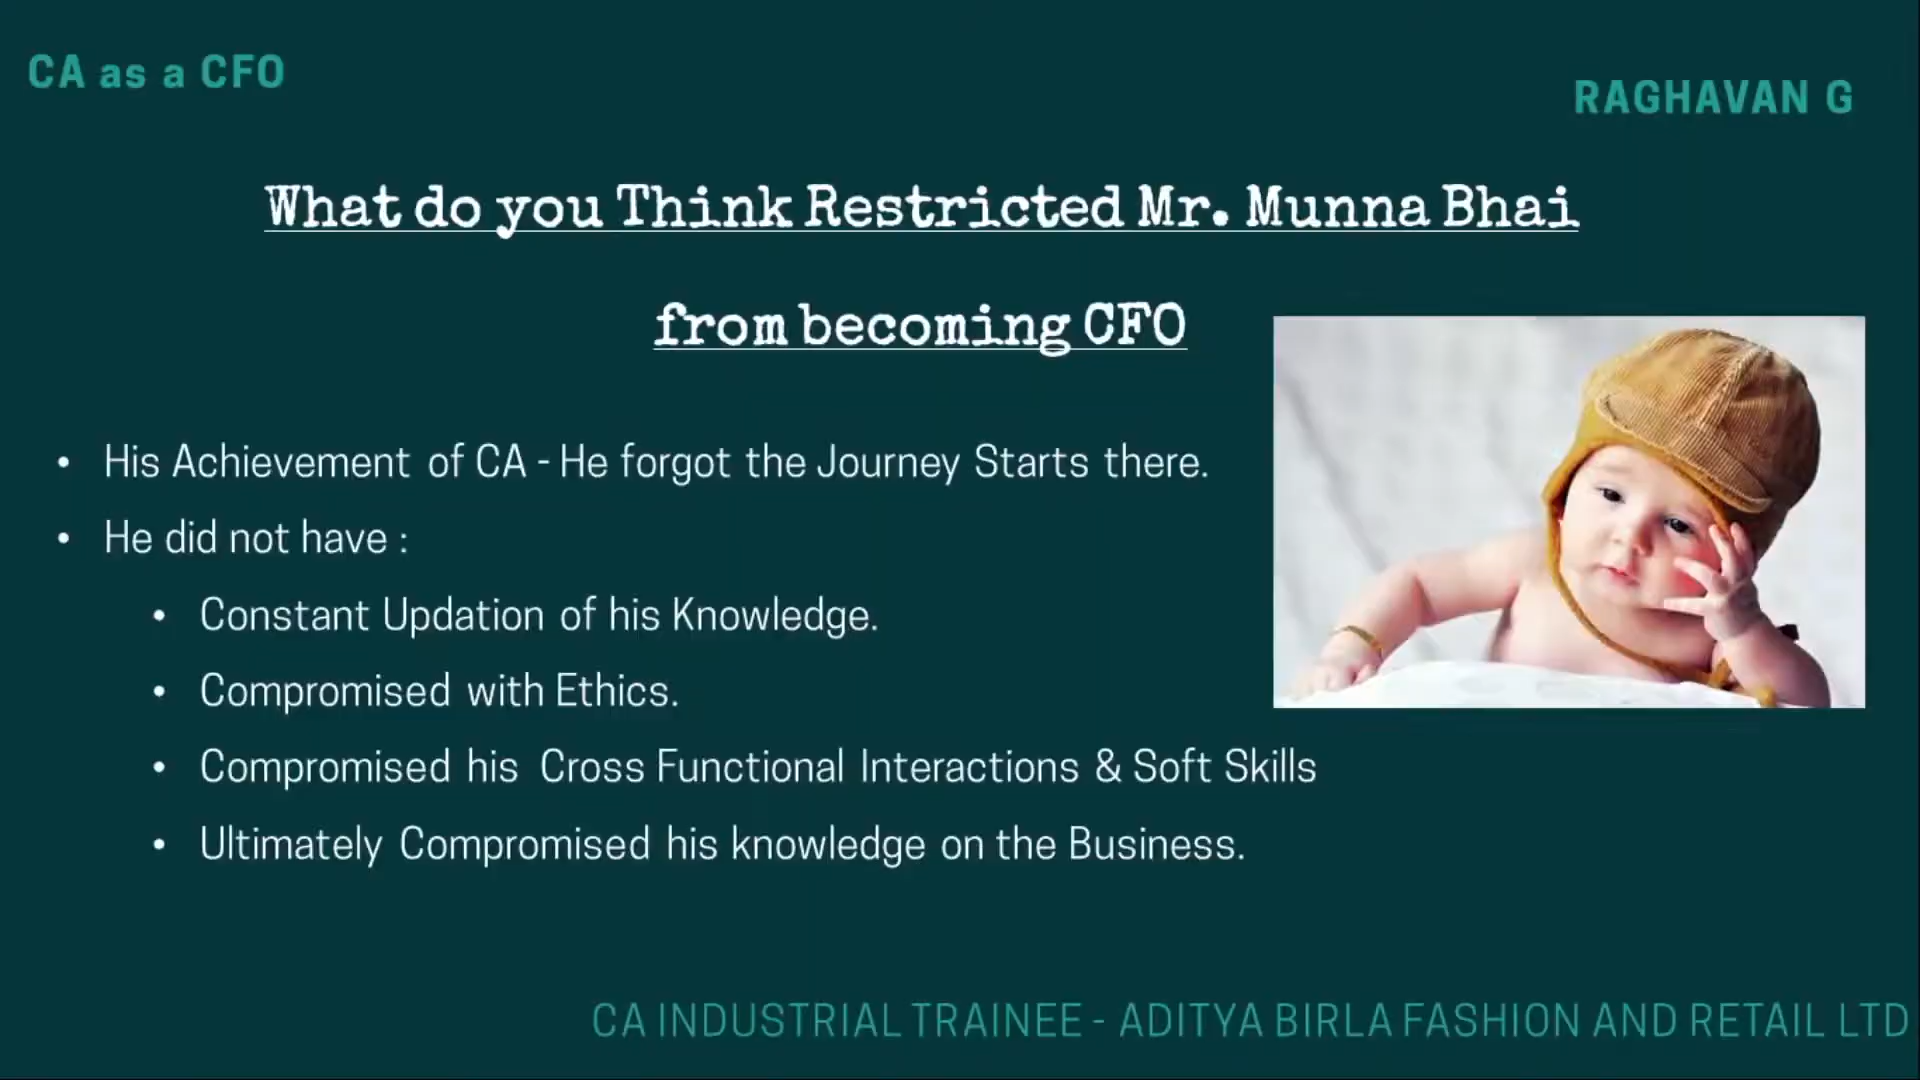 CA as a CFO
RAGHAVAN G
What do you Think Restricted Mr. Munna Bhai
from becoming CFO
• His Achievement of CA - He forgot the Journey Starts there.
• He did not have :
• Constant Updation of his Knowledge.
• Compromised with Ethics.
• Compromised his Cross Functional Interactions & Soft Skills
• Ultimately Compromised his knowledge on the Business.
CA INDUSTRIAL TRAINEE - ADITYA BIRLA FASHION AND RETAIL LTD